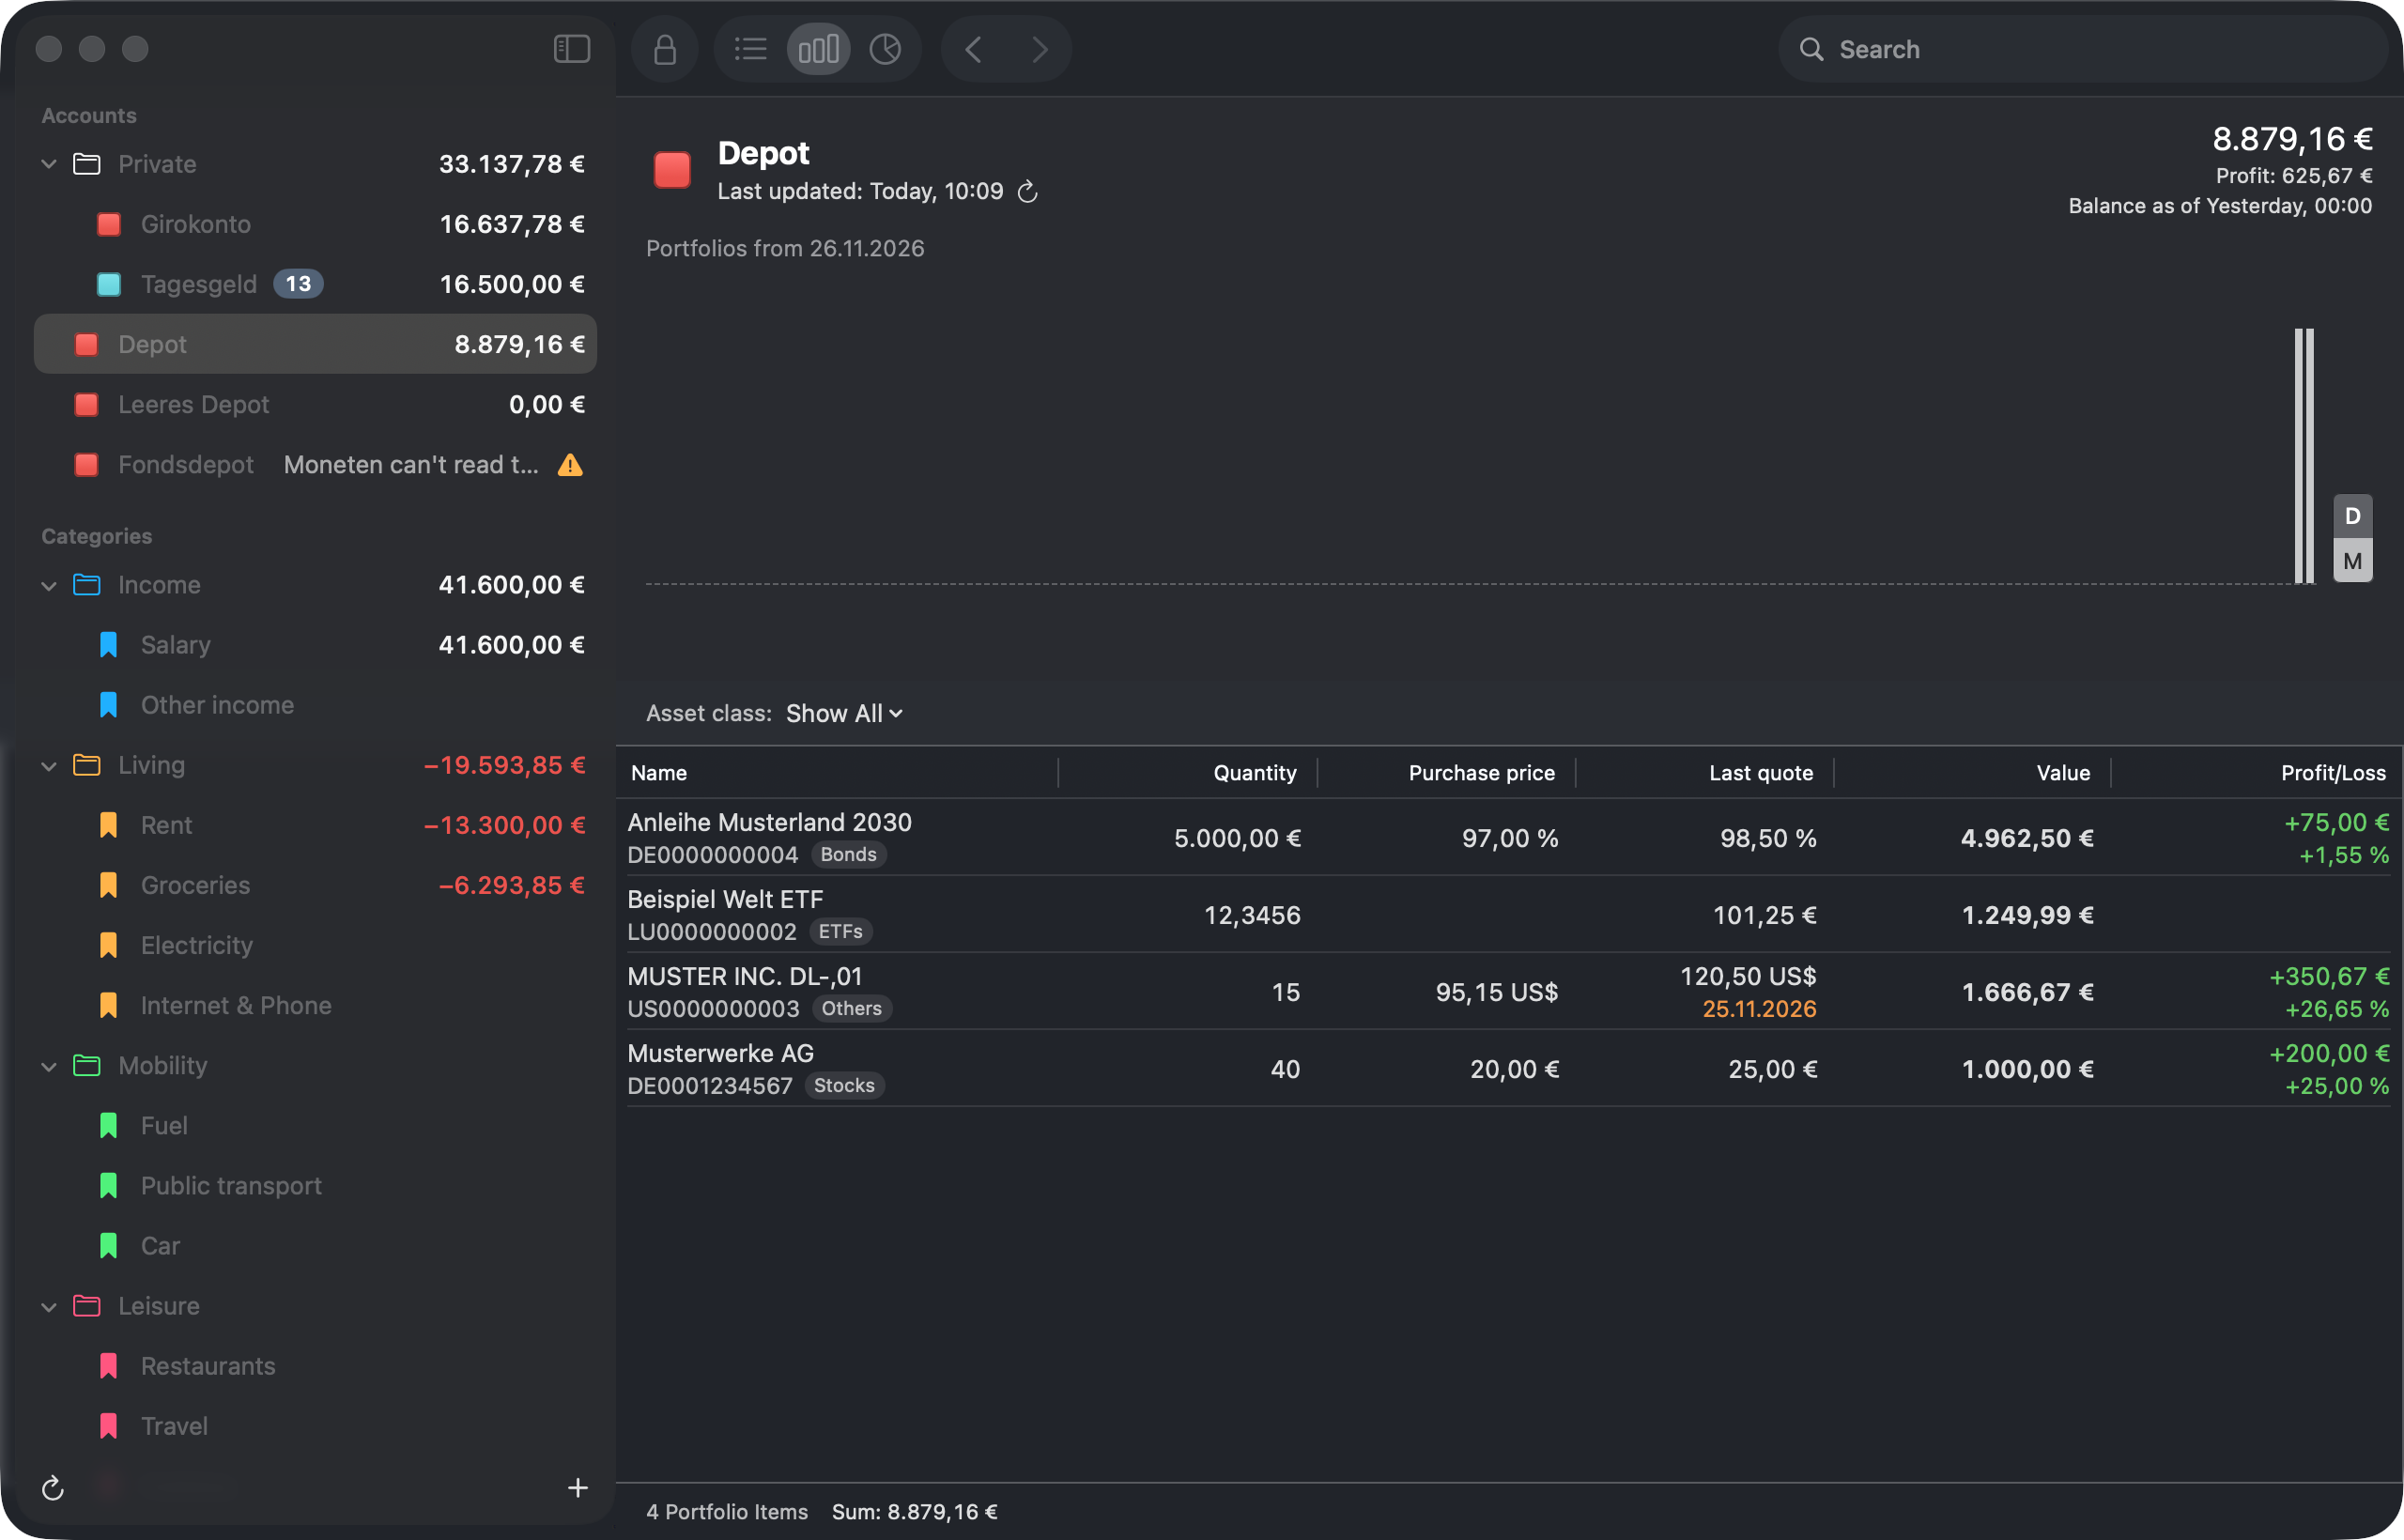 Search
Accounts
Private 33.137,78 €
Girokonto 16.637,78 €
Tagesgeld 13 16.500,00 €
Depot 8.879,16 €
Leeres Depot 0,00 €
Fondsdepot Moneten can't read t...
Categories
Income 41.600,00 €
Salary 41.600,00 €
Other income
Living −19.593,85 €
Rent −13.300,00 €
Groceries −6.293,85 €
Electricity
Internet & Phone
Mobility
Fuel
Public transport
Car
Leisure
Restaurants
Travel
Depot
Last updated: Today, 10:09
8.879,16 €
Profit: 625,67 €
Balance as of Yesterday, 00:00
Portfolios from 26.11.2026
D
M
Asset class: Show All
Name Quantity Purchase price Last quote Value Profit/Loss
Anleihe Musterland 2030 5.000,00 € 97,00 % 98,50 % 4.962,50 € +75,00 €
DE0000000004 Bonds +1,55 %
Beispiel Welt ETF 12,3456 101,25 € 1.249,99 €
LU0000000002 ETFs
MUSTER INC. DL-,01 15 95,15 US$ 120,50 US$ 1.666,67 € +350,67 €
US0000000003 Others 25.11.2026 +26,65 %
Musterwerke AG 40 20,00 € 25,00 € 1.000,00 € +200,00 €
DE0001234567 Stocks +25,00 %
4 Portfolio Items Sum: 8.879,16 €